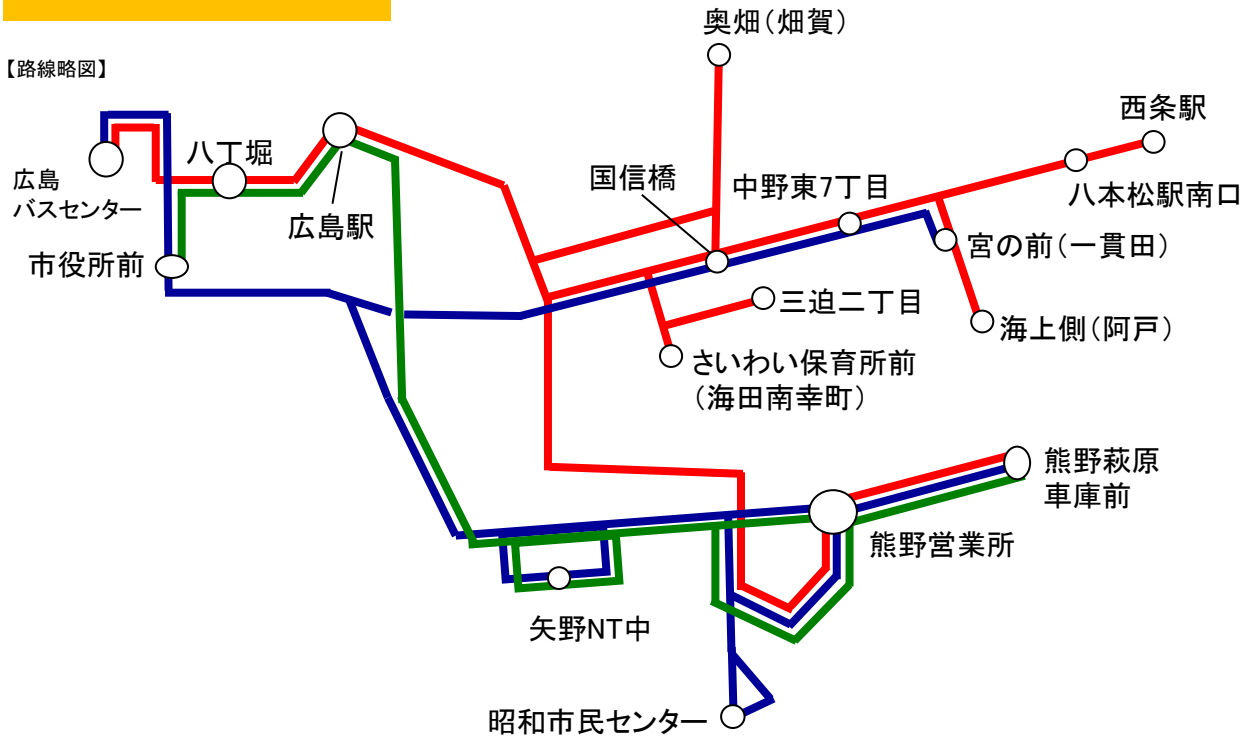 奥畑（畑賀）
【路線略図】
西条駅
八丁堀
国信橋
中野東7丁目
広島
バスセンター
八本松駅南口
広島駅
宮の前（一貫田）
市役所前
三迫二丁目
海上側（阿戸）
さいわい保育所前
（海田南幸町）
熊野萩原
車庫前
熊野営業所
矢野NT中
昭和市民センター